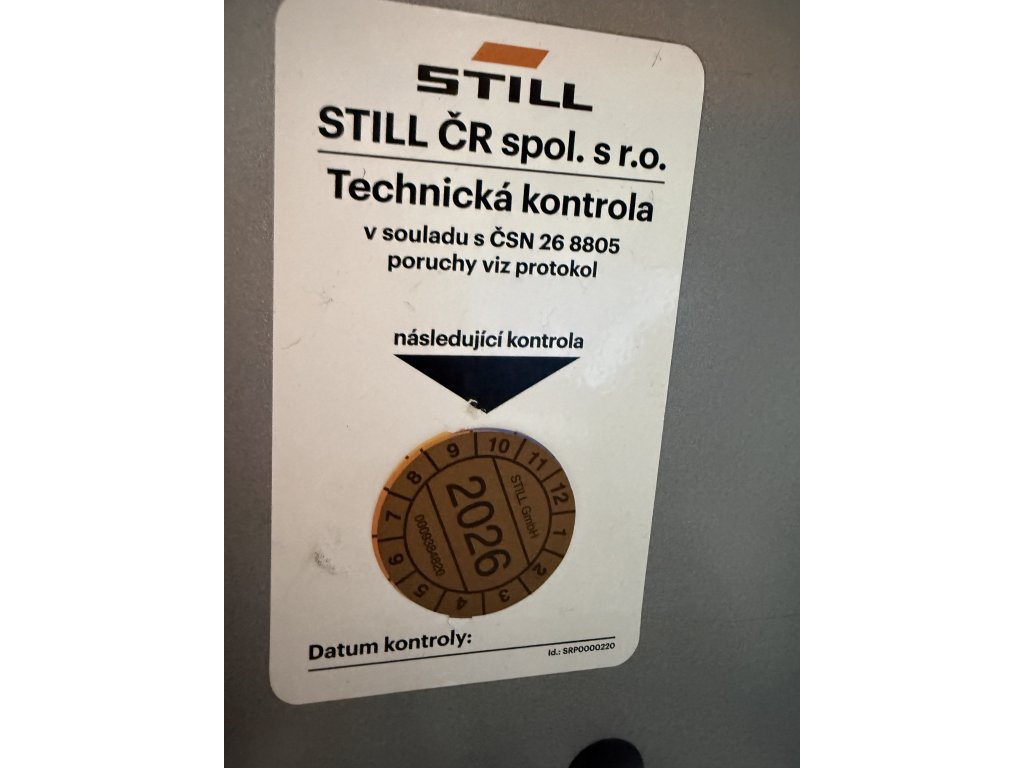 STILL
STILL ČR spol. s r.o.
Technická kontrola
v souladu s ČSN 26 8805
poruchy viz protokol
následující kontrola
1 2 3 4 5 6 7 8 9 10 11 12
STILL GmbH
2026
0009384820
Datum kontroly:
Id.: SRP0000220